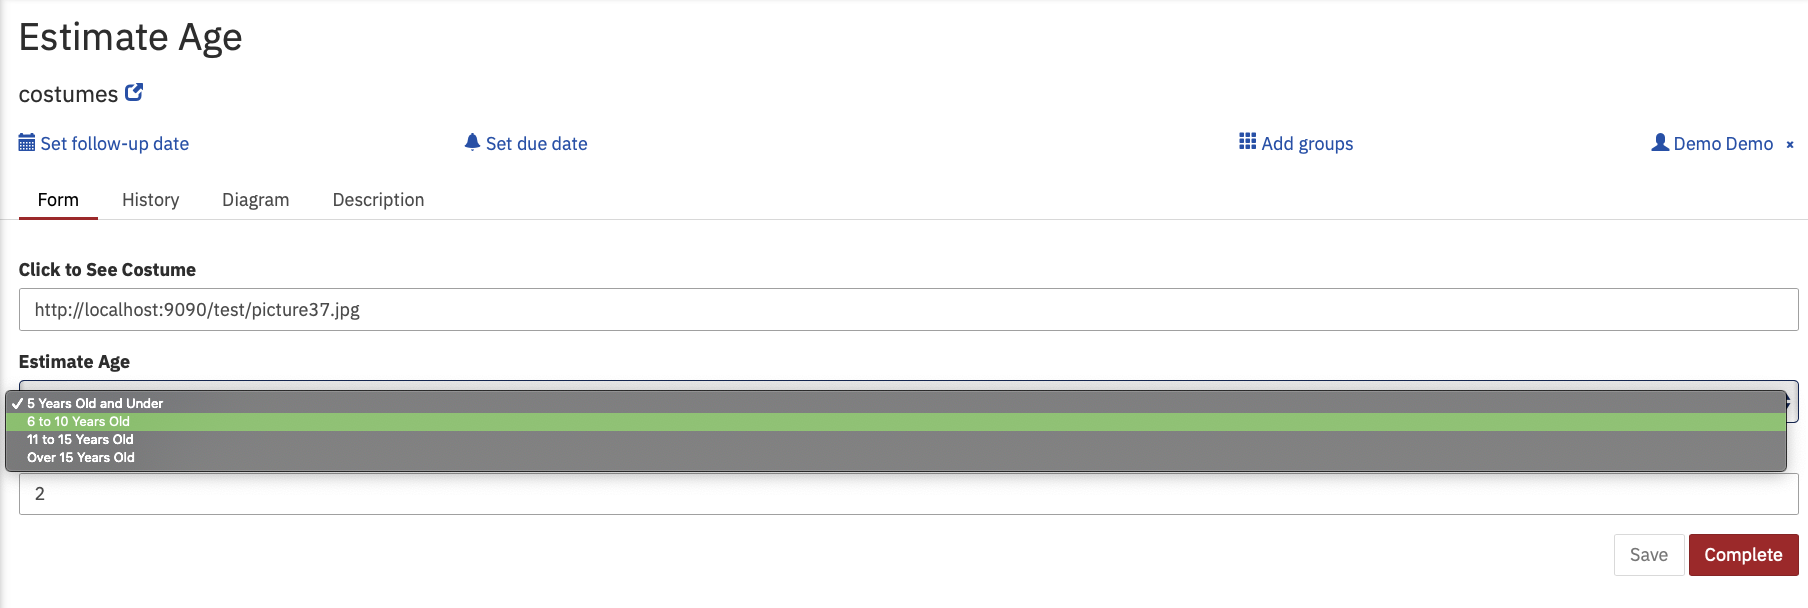 Estimate Age
costumes
Set follow-up date Set due date Add groups Demo Demo ×
Form History Diagram Description
Click to See Costume
http://localhost:9090/test/picture37.jpg
Estimate Age
✓ 5 Years Old and Under
6 to 10 Years Old
11 to 15 Years Old
Over 15 Years Old
2
Save Complete